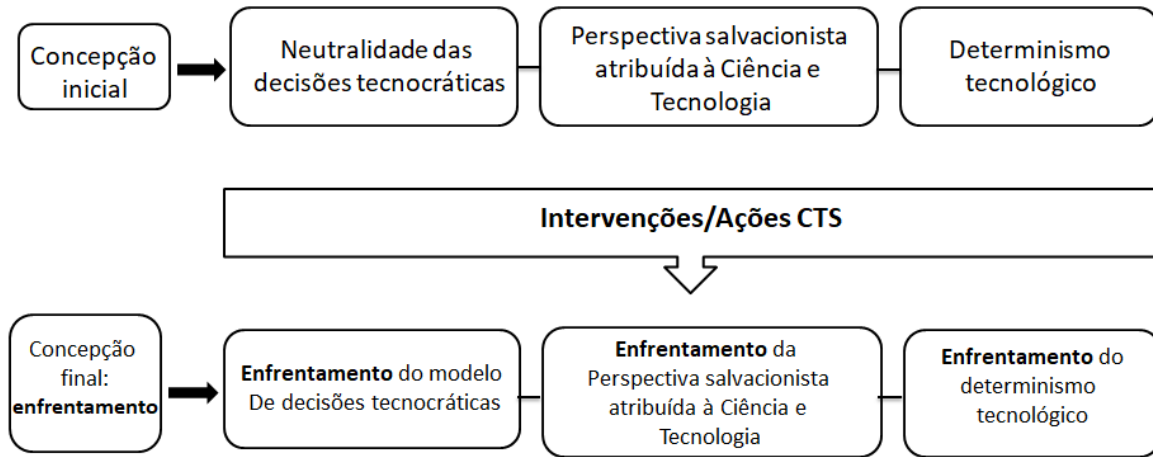 Concepção
inicial
Neutralidade das
decisões tecnocráticas
Perspectiva salvacionista
atribuída à Ciência e
Tecnologia
Determinismo
tecnológico
Intervenções/Ações CTS
Concepção
final:
enfrentamento
Enfrentamento do modelo
De decisões tecnocráticas
Enfrentamento da
Perspectiva salvacionista
atribuída à Ciência e
Tecnologia
Enfrentamento do
determinismo
tecnológico